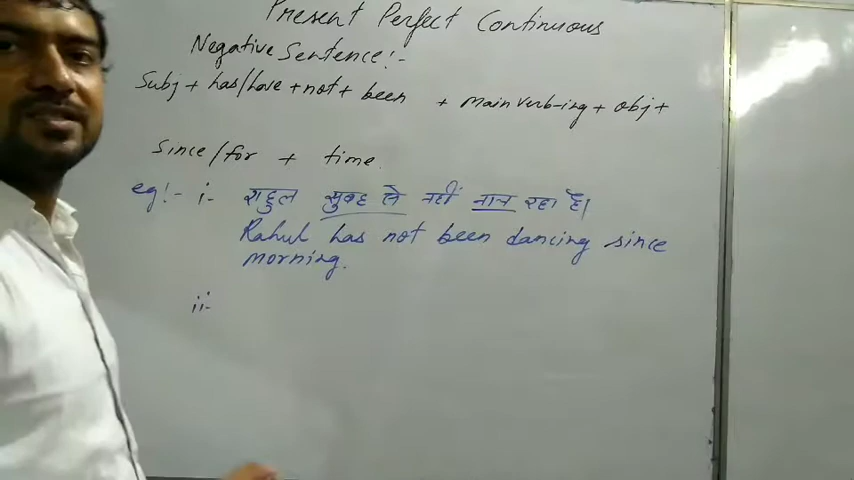 Present Perfect Continuous
Negative Sentence:-
Subj + has/have + not + been + main verb-ing + obj +
since/for + time.
eg:- i- राहुल सुबह से नहीं नाच रहा है।
Rahul has not been dancing since
morning.
ii-